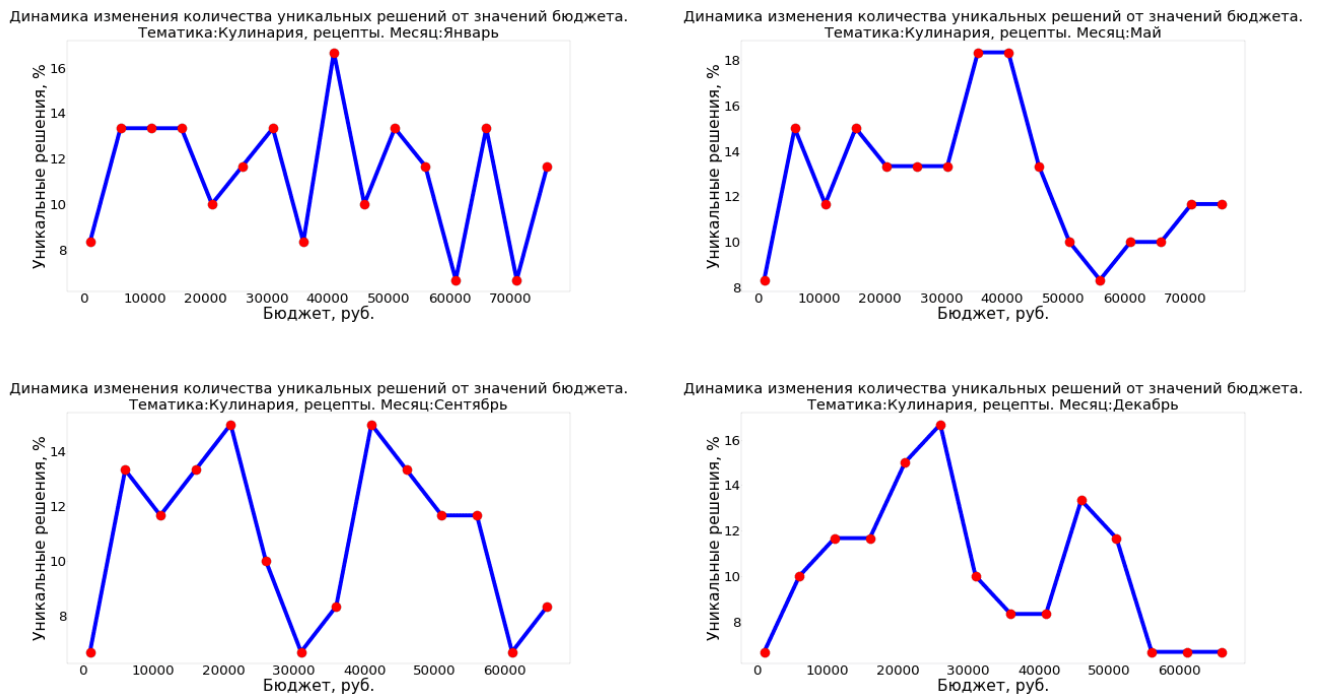 Динамика изменения количества уникальных решений от значений бюджета.
Тематика:Кулинария, рецепты. Месяц:Январь
Уникальные решения, %
16
14
12
10
8
0 10000 20000 30000 40000 50000 60000 70000
Бюджет, руб.
Динамика изменения количества уникальных решений от значений бюджета.
Тематика:Кулинария, рецепты. Месяц:Май
Уникальные решения, %
18
16
14
12
10
8
0 10000 20000 30000 40000 50000 60000 70000
Бюджет, руб.
Динамика изменения количества уникальных решений от значений бюджета.
Тематика:Кулинария, рецепты. Месяц:Сентябрь
Уникальные решения, %
14
12
10
8
0 10000 20000 30000 40000 50000 60000
Бюджет, руб.
Динамика изменения количества уникальных решений от значений бюджета.
Тематика:Кулинария, рецепты. Месяц:Декабрь
Уникальные решения, %
16
14
12
10
8
0 10000 20000 30000 40000 50000 60000
Бюджет, руб.